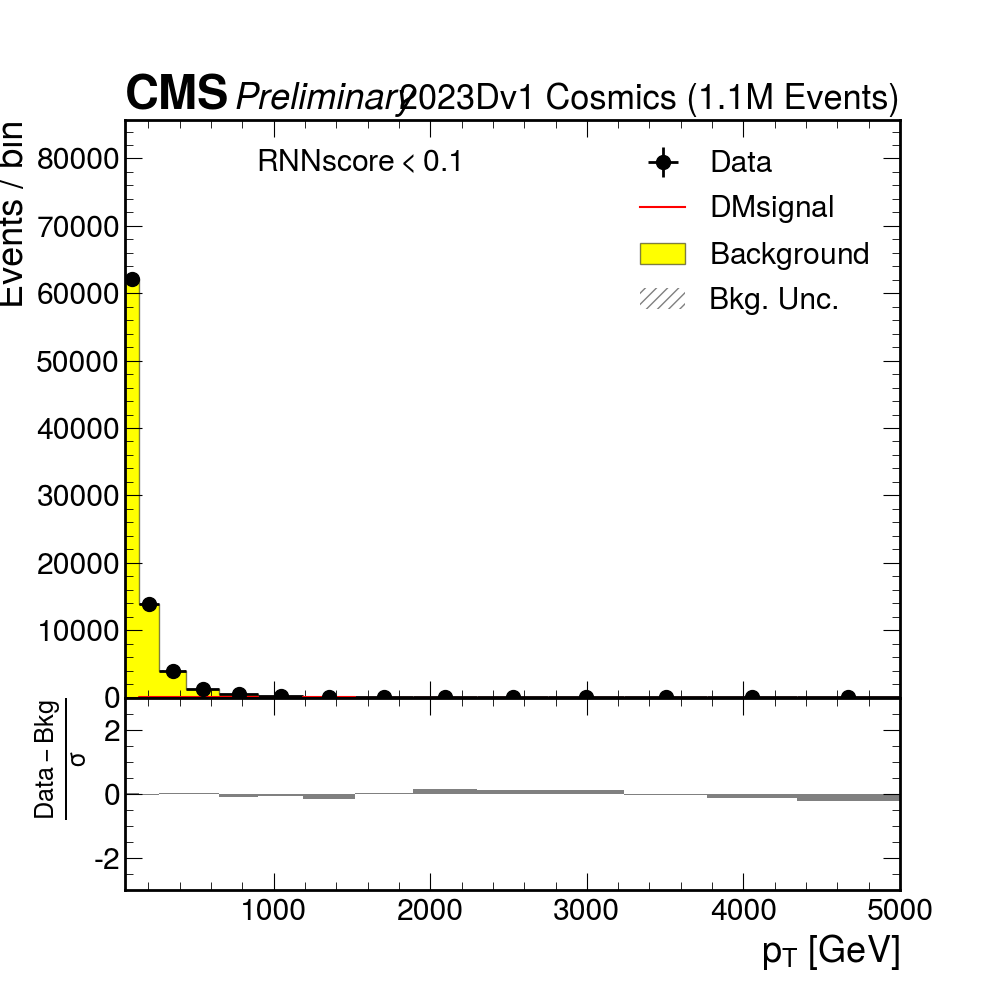 CMS Preliminary 2023Dv1 Cosmics (1.1M Events)
Events / bin
RNNscore < 0.1
Data
DMsignal
Background
Bkg. Unc.
80000
70000
60000
50000
40000
30000
20000
10000
0
Data − Bkg
σ
2
0
-2
1000 2000 3000 4000 5000
pT [GeV]